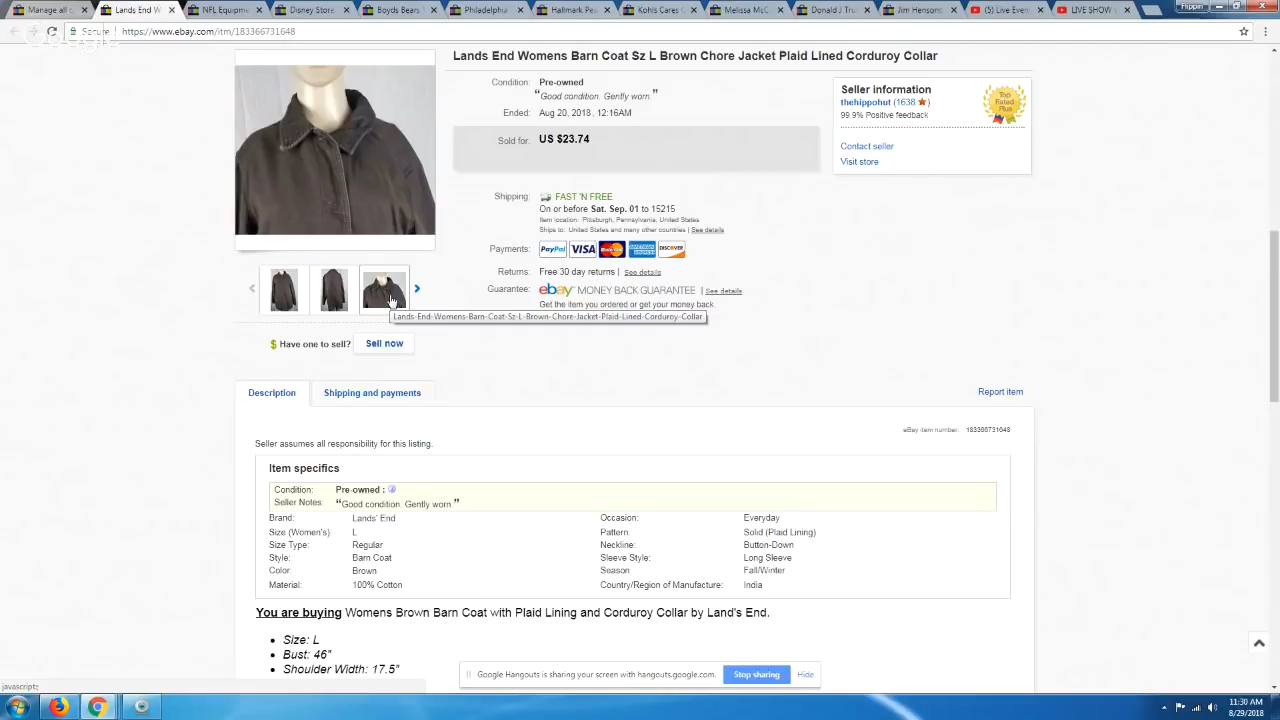 Manage all c
Lands End W
NFL Equipme
Disney Store
Boyds Bears
Philadelphia
Hallmark Pea
Kohls Cares C
Melissa McC
Donald J Trum
Jim Hensons
(5) Live Event
LIVE SHOW
Flippin
Secure
https://www.ebay.com/itm/183366731648
Lands End Womens Barn Coat Sz L Brown Chore Jacket Plaid Lined Corduroy Collar
Condition: Pre-owned
"Good condition. Gently worn."
Ended: Aug 20, 2018 , 12:16AM
Sold for: US $23.74
Seller information
thehippohut (1638 )
99.9% Positive feedback
Top Rated Plus
Contact seller
Visit store
Shipping: FAST 'N FREE
On or before Sat. Sep. 01 to 15215
Item location: Pittsburgh, Pennsylvania, United States
Ships to: United States and many other countries | See details
Payments: PayPal VISA MasterCard AMERICAN EXPRESS DISCOVER
Returns: Free 30 day returns | See details
Guarantee: ebay MONEY BACK GUARANTEE | See details
Get the item you ordered or get your money back.
Lands-End-Womens-Barn-Coat-Sz-L-Brown-Chore-Jacket-Plaid-Lined-Corduroy-Collar
$ Have one to sell? Sell now
Description
Shipping and payments
Report item
eBay item number: 183366731648
Seller assumes all responsibility for this listing.
Item specifics
Condition: Pre-owned :
Seller Notes: "Good condition. Gently worn."
Brand: Lands' End Occasion: Everyday
Size (Women's) L Pattern: Solid (Plaid Lining)
Size Type: Regular Neckline: Button-Down
Style: Barn Coat Sleeve Style: Long Sleeve
Color: Brown Season Fall/Winter
Material: 100% Cotton Country/Region of Manufacture: India
You are buying Womens Brown Barn Coat with Plaid Lining and Corduroy Collar by Land's End.
• Size: L
• Bust: 46"
• Shoulder Width: 17.5"
Google Hangouts is sharing your screen with hangouts.google.com.
Stop sharing
Hide
javascript:;
11:30 AM
8/29/2018